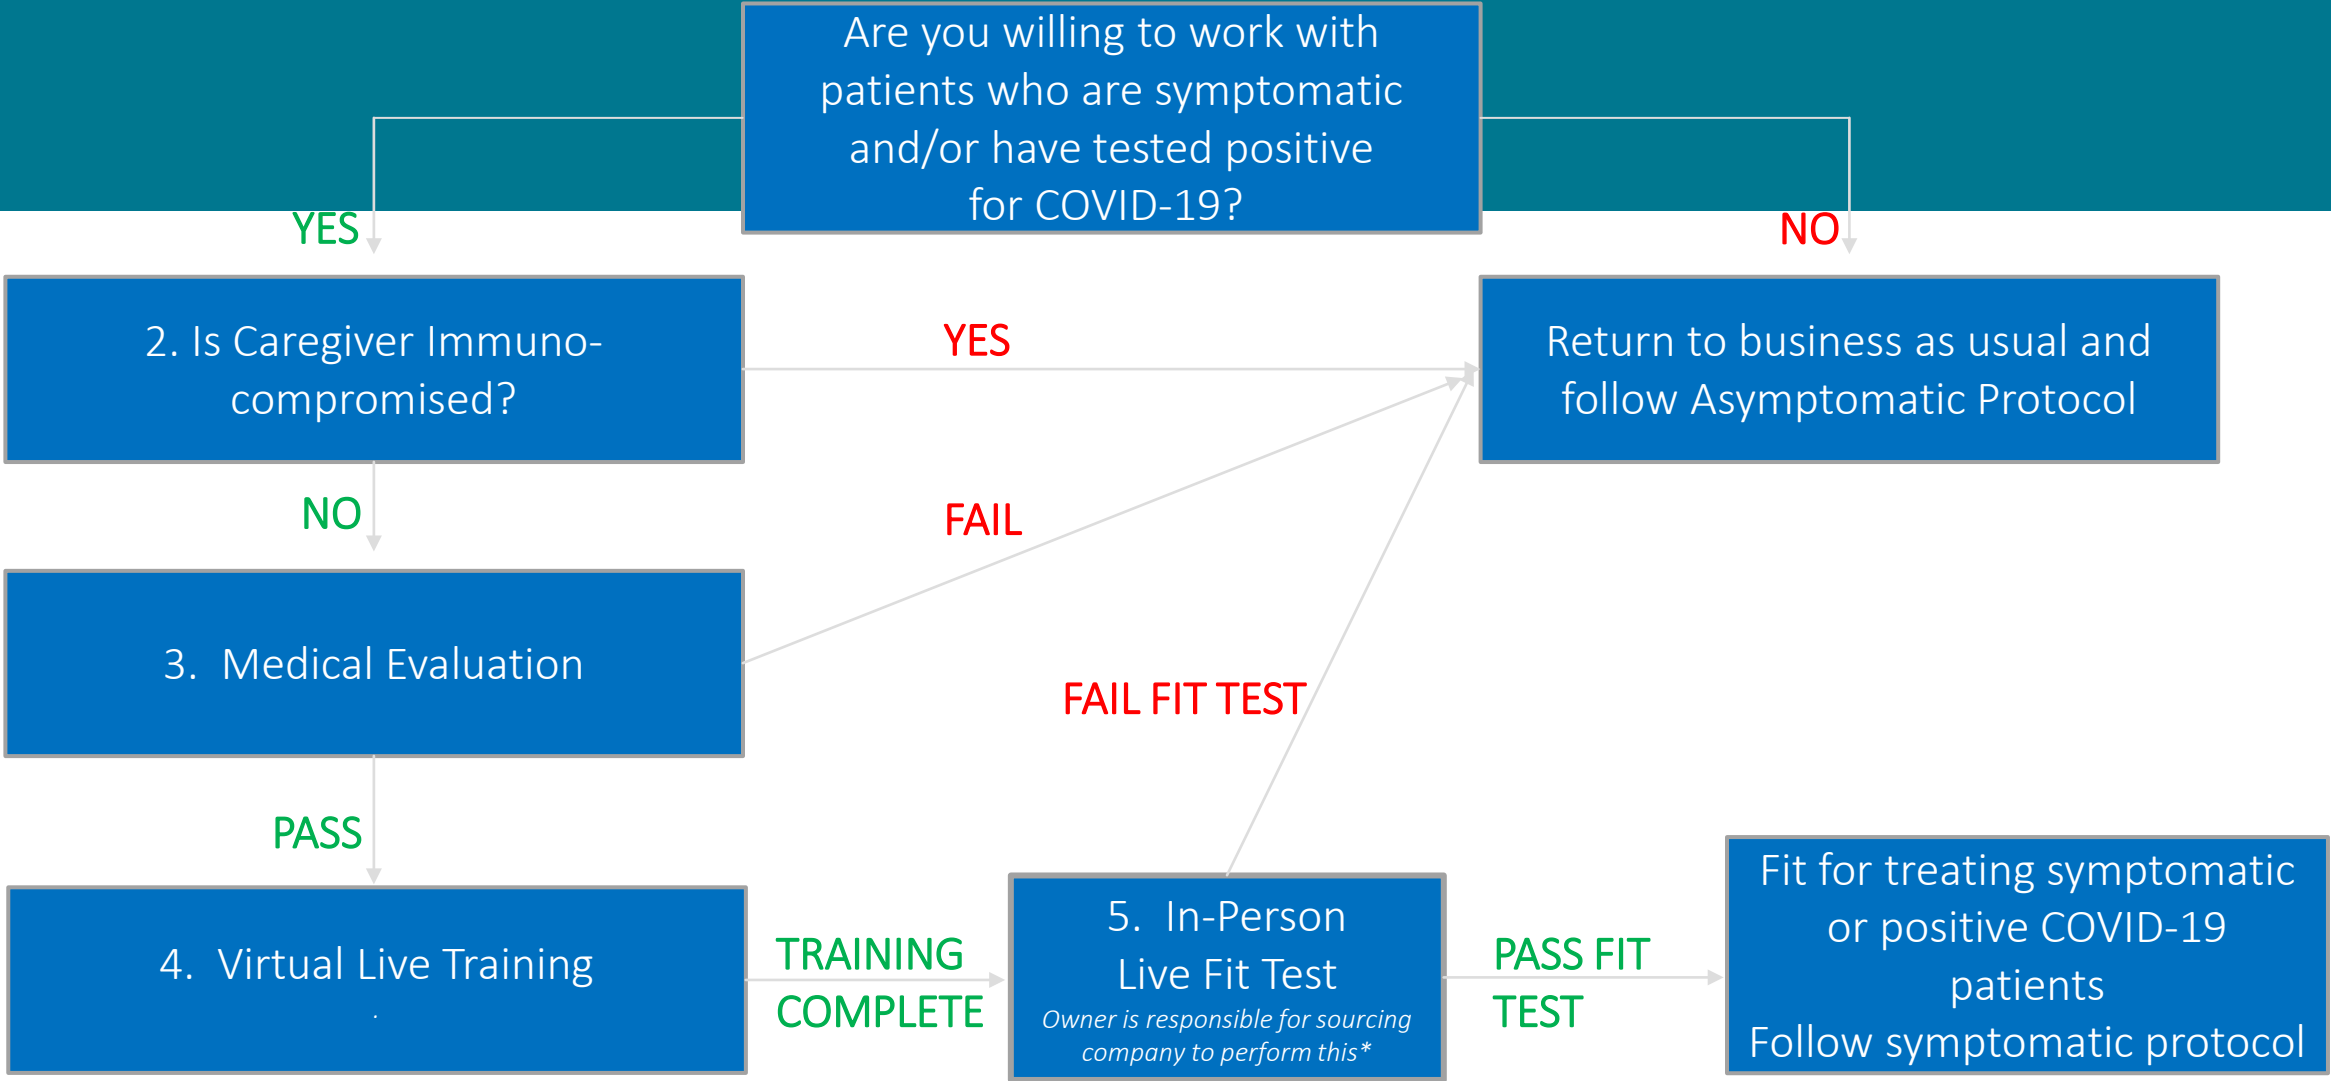 Are you willing to work with
patients who are symptomatic
and/or have tested positive
for COVID-19?
YES
NO
2. Is Caregiver Immuno-
compromised?
YES
Return to business as usual and
follow Asymptomatic Protocol
NO
FAIL
3.  Medical Evaluation
FAIL FIT TEST
PASS
4.  Virtual Live Training
.
TRAINING
COMPLETE
5.  In-Person
Live Fit Test
Owner is responsible for sourcing
company to perform this*
PASS FIT
TEST
Fit for treating symptomatic
or positive COVID-19
patients
Follow symptomatic protocol